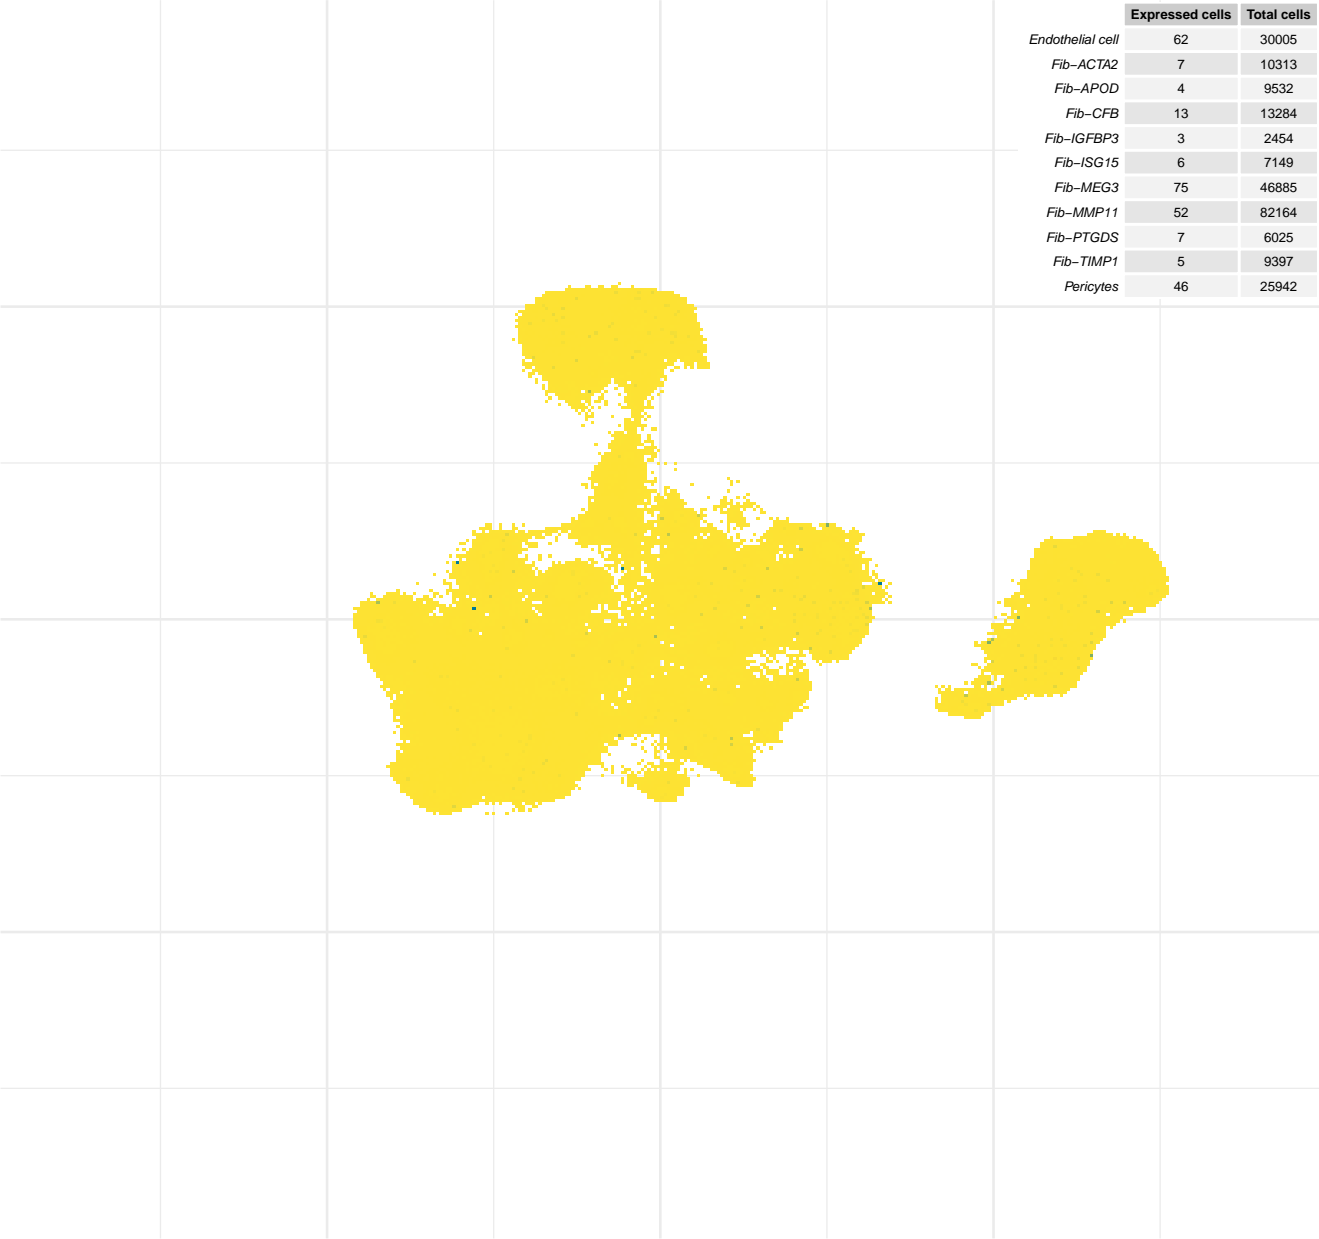 Expressed cells Total cells
Endothelial cell 62 30005
Fib−ACTA2 7 10313
Fib−APOD 4 9532
Fib−CFB 13 13284
Fib−IGFBP3 3 2454
Fib−ISG15 6 7149
Fib−MEG3 75 46885
Fib−MMP11 52 82164
Fib−PTGDS 7 6025
Fib−TIMP1 5 9397
Pericytes 46 25942